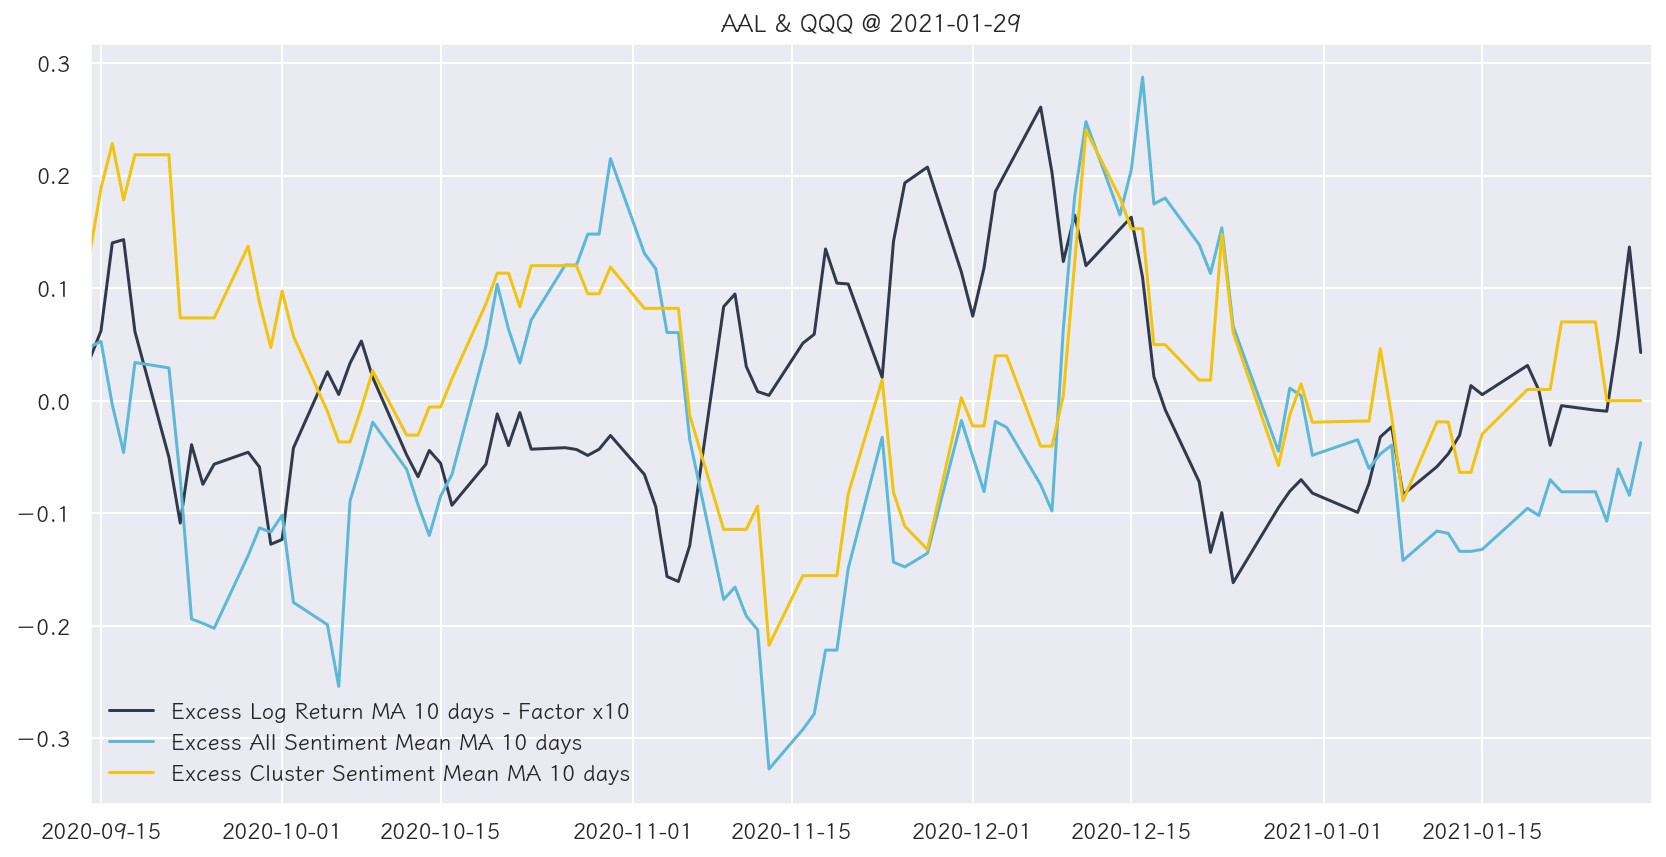 AAL & QQQ @ 2021-01-29
0.3
0.2
0.1
0.0
−0.1
−0.2
−0.3
Excess Log Return MA 10 days - Factor x10
Excess All Sentiment Mean MA 10 days
Excess Cluster Sentiment Mean MA 10 days
2020-09-15 2020-10-01 2020-10-15 2020-11-01 2020-11-15 2020-12-01 2020-12-15 2021-01-01 2021-01-15